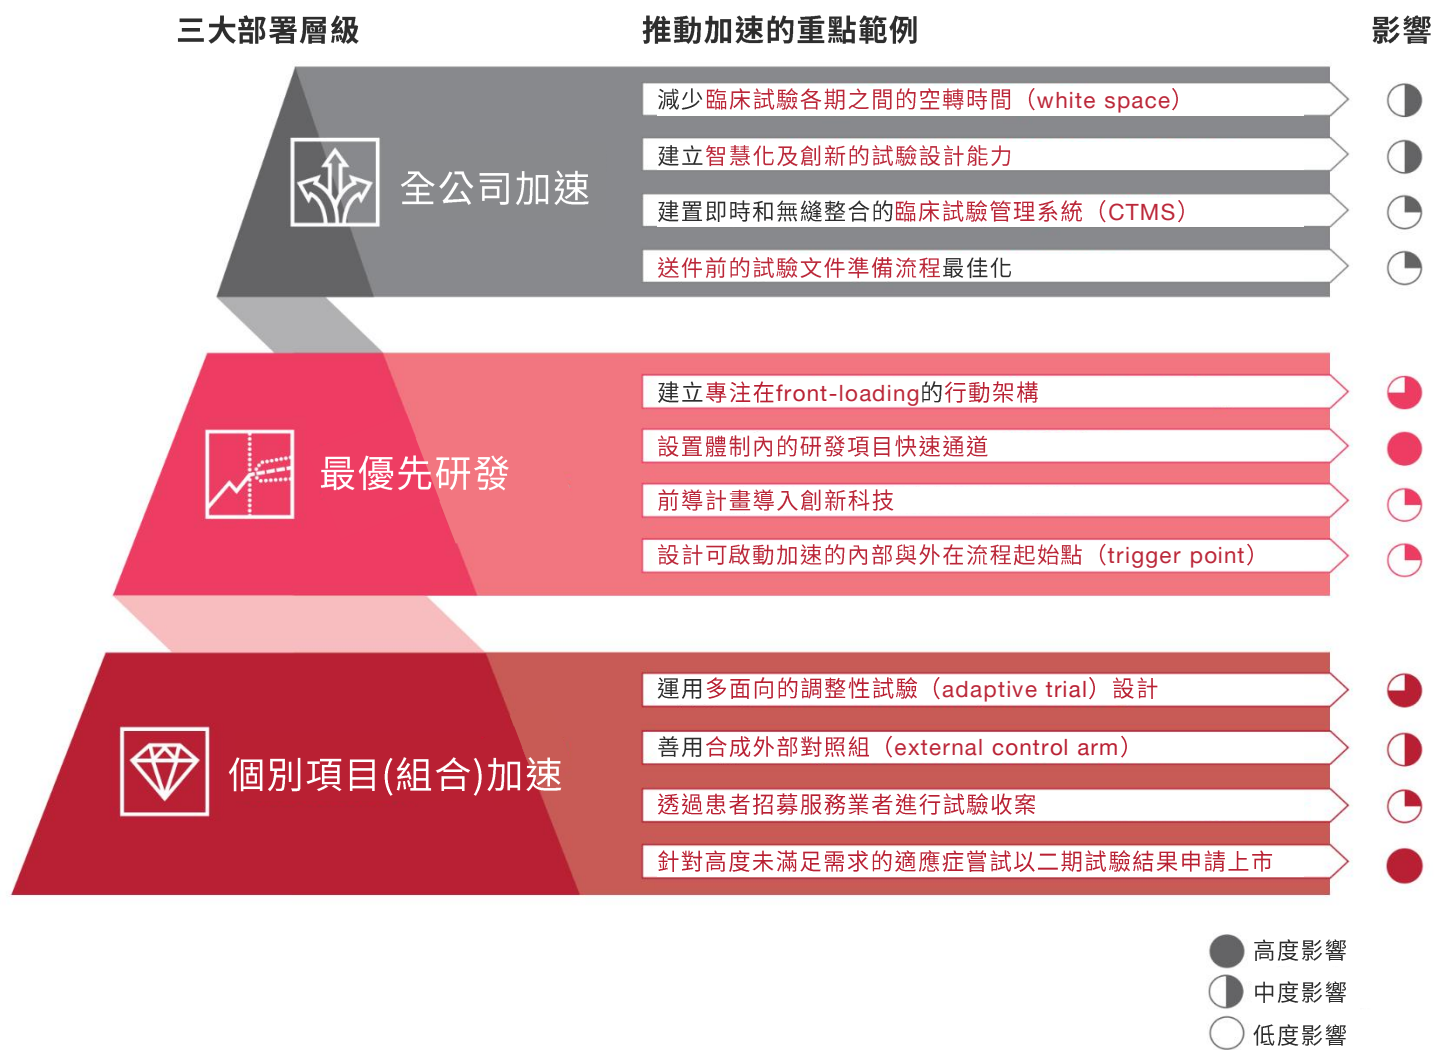 三大部署層級
推動加速的重點範例
影響
全公司加速
減少臨床試驗各期之間的空轉時間（white space）
建立智慧化及創新的試驗設計能力
建置即時和無縫整合的臨床試驗管理系統（CTMS）
送件前的試驗文件準備流程最佳化
最優先研發
建立專注在front-loading的行動架構
設置體制內的研發項目快速通道
前導計畫導入創新科技
設計可啟動加速的內部與外在流程起始點（trigger point）
個別項目(組合)加速
運用多面向的調整性試驗（adaptive trial）設計
善用合成外部對照組（external control arm）
透過患者招募服務業者進行試驗收案
針對高度未滿足需求的適應症嘗試以二期試驗結果申請上市
高度影響
中度影響
低度影響